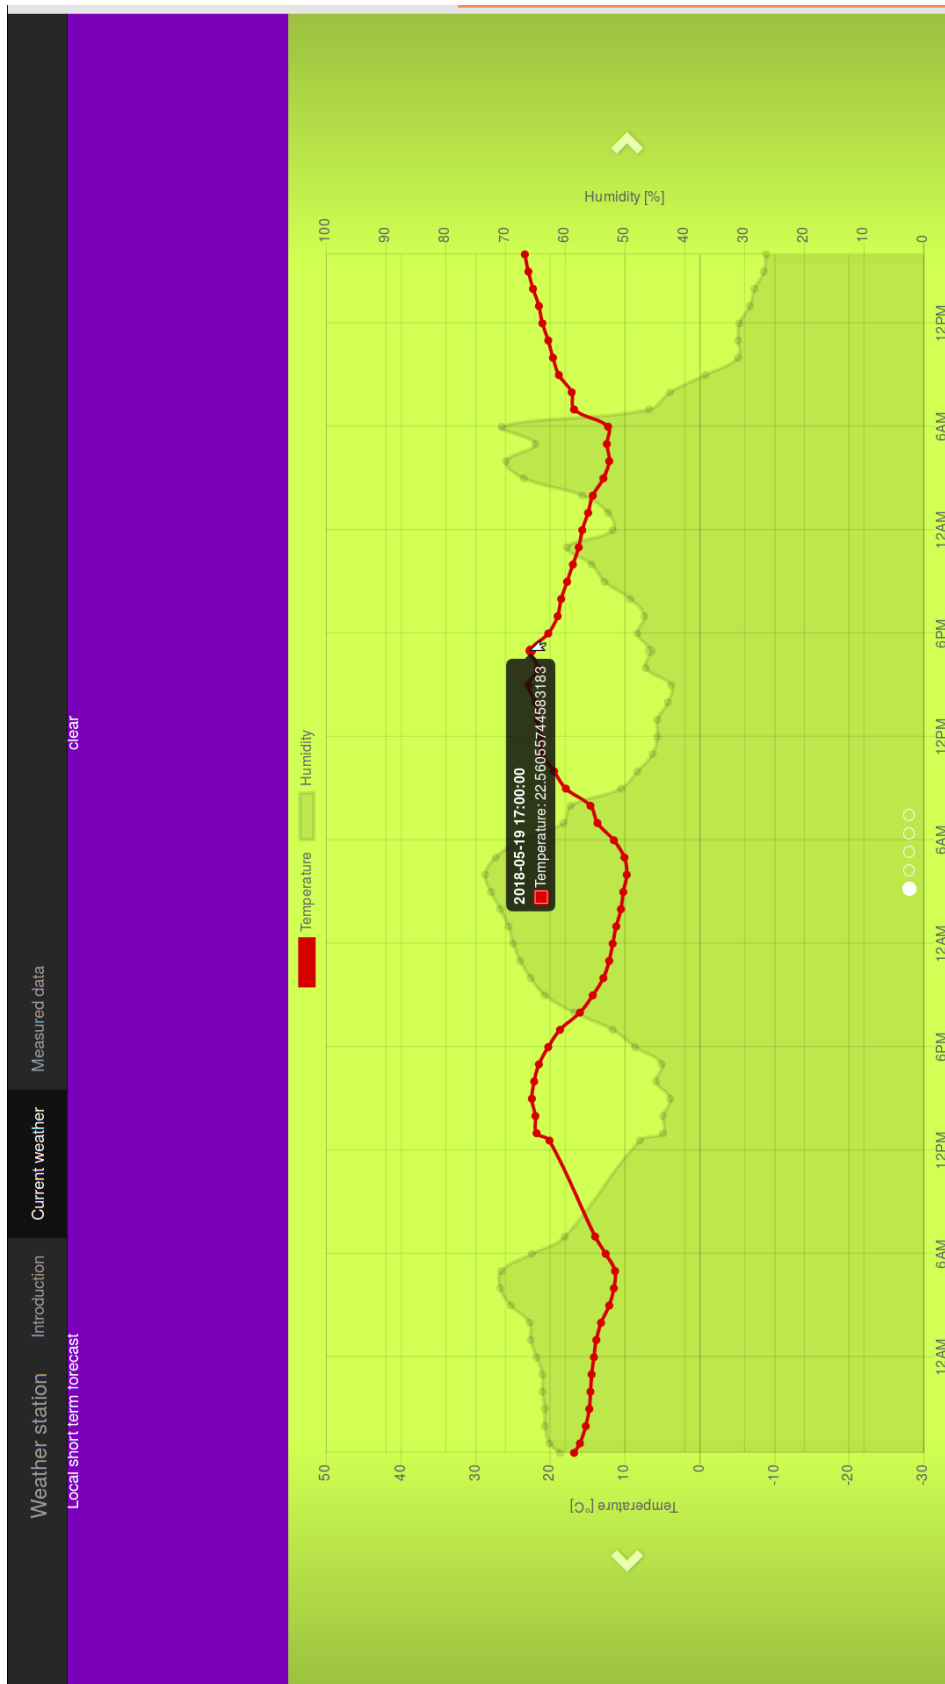 Weather station Introduction Current weather Measured data
Local short term forecast
clear
Temperature Humidity
Temperature [°C]
50
40
30
20
10
0
-10
-20
-30
2018-05-19 17:00:00
Temperature: 22.56055744583183
Humidity [%]
100
90
80
70
60
50
40
30
20
10
0
12AM 6AM 12PM 6PM 12AM 6AM 12PM 6PM 12AM 6AM 12PM